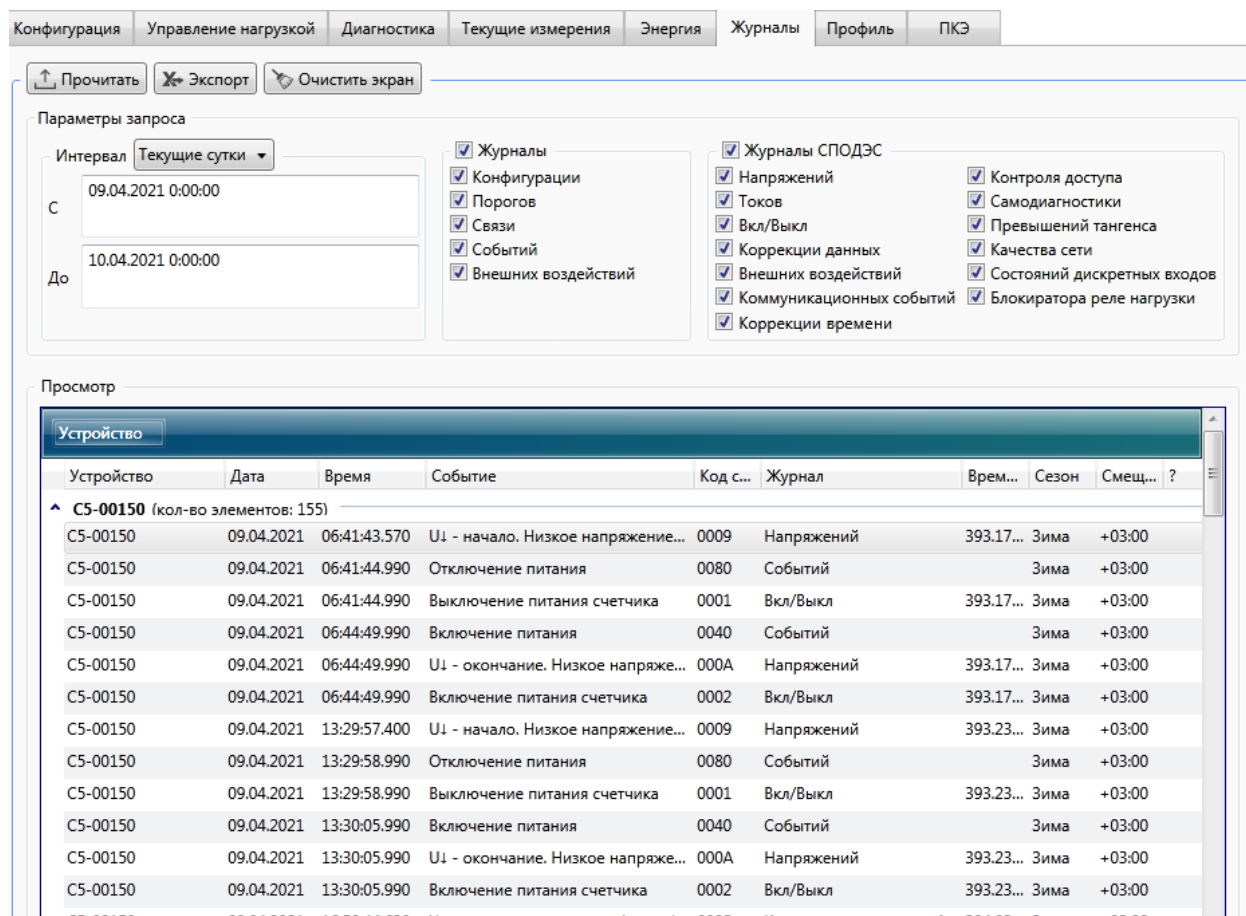 Конфигурация Управление нагрузкой Диагностика Текущие измерения Энергия Журналы Профиль ПКЭ
Прочитать Экспорт Очистить экран
Параметры запроса
Интервал Текущие сутки
С 09.04.2021 0:00:00
До 10.04.2021 0:00:00
Журналы
Конфигурации
Порогов
Связи
Событий
Внешних воздействий
Журналы СПОДЭС
Напряжений Контроля доступа
Токов Самодиагностики
Вкл/Выкл Превышений тангенса
Коррекции данных Качества сети
Внешних воздействий Состояний дискретных входов
Коммуникационных событий Блокиратора реле нагрузки
Коррекции времени
Просмотр
Устройство
Устройство Дата Время Событие Код с... Журнал Врем... Сезон Смещ... ?
C5-00150 (кол-во элементов: 155)
C5-00150 09.04.2021 06:41:43.570 U↓ - начало. Низкое напряжение... 0009 Напряжений 393.17... Зима +03:00
C5-00150 09.04.2021 06:41:44.990 Отключение питания 0080 Событий Зима +03:00
C5-00150 09.04.2021 06:41:44.990 Выключение питания счетчика 0001 Вкл/Выкл 393.17... Зима +03:00
C5-00150 09.04.2021 06:44:49.990 Включение питания 0040 Событий Зима +03:00
C5-00150 09.04.2021 06:44:49.990 U↓ - окончание. Низкое напряже... 000A Напряжений 393.17... Зима +03:00
C5-00150 09.04.2021 06:44:49.990 Включение питания счетчика 0002 Вкл/Выкл 393.17... Зима +03:00
C5-00150 09.04.2021 13:29:57.400 U↓ - начало. Низкое напряжение... 0009 Напряжений 393.23... Зима +03:00
C5-00150 09.04.2021 13:29:58.990 Отключение питания 0080 Событий Зима +03:00
C5-00150 09.04.2021 13:29:58.990 Выключение питания счетчика 0001 Вкл/Выкл 393.23... Зима +03:00
C5-00150 09.04.2021 13:30:05.990 Включение питания 0040 Событий Зима +03:00
C5-00150 09.04.2021 13:30:05.990 U↓ - окончание. Низкое напряже... 000A Напряжений 393.23... Зима +03:00
C5-00150 09.04.2021 13:30:05.990 Включение питания счетчика 0002 Вкл/Выкл 393.23... Зима +03:00